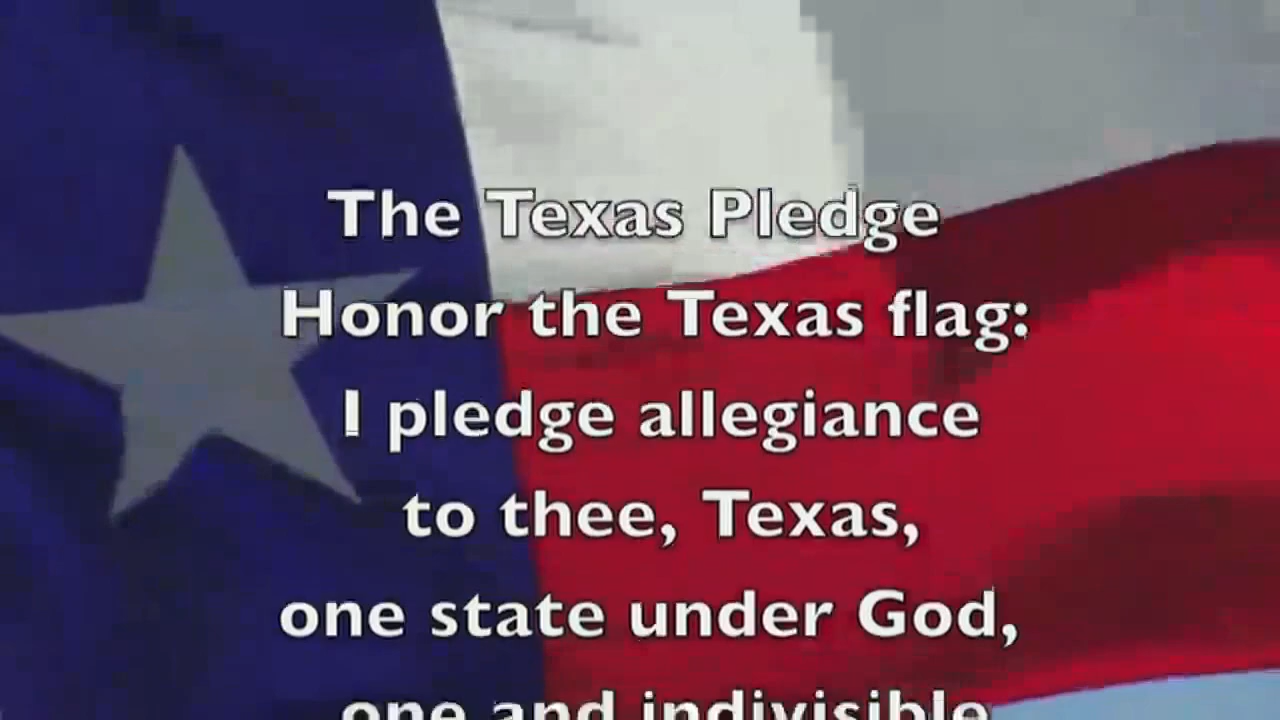 The Texas Pledge
Honor the Texas flag:
I pledge allegiance
to thee, Texas,
one state under God,
one and indivisible